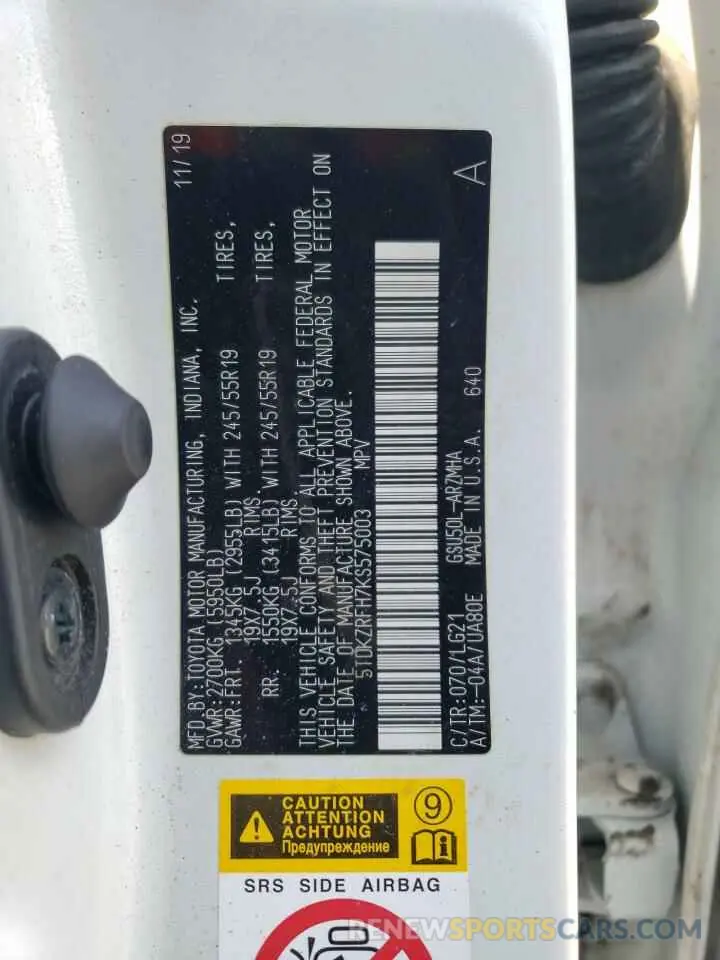 MFD.BY:TOYOTA MOTOR MANUFACTURING, INDIANA, INC. 11/19
GVWR:2700KG (5950LB)
GAWR:FRT. 1345KG (2955LB) WITH 245/55R19 TIRES,
19X7.5J RIMS.
RR. 1550KG (3415LB) WITH 245/55R19 TIRES,
19X7.5J RIMS.
THIS VEHICLE CONFORMS TO ALL APPLICABLE FEDERAL MOTOR
VEHICLE SAFETY AND THEFT PREVENTION STANDARDS IN EFFECT ON
THE DATE OF MANUFACTURE SHOWN ABOVE.
5TDKZRFH7KS575003 MPV
C/TR:070/LG21 GSU50L-ARZMHA 640 A
A/TM:-04A/UA80E MADE IN U.S.A.
CAUTION
ATTENTION
ACHTUNG
Предупреждение
9
i
SRS SIDE AIRBAG
RENEWSPORTSCARS.COM